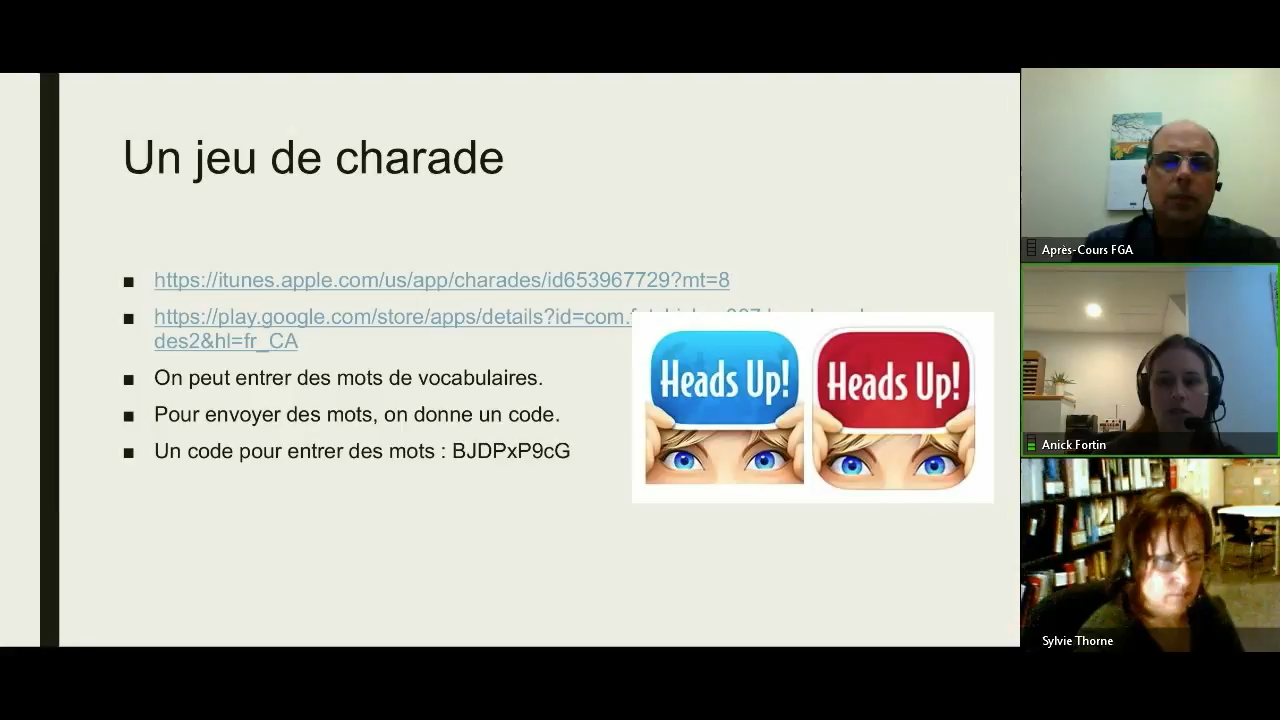 Un jeu de charade
https://itunes.apple.com/us/app/charades/id653967729?mt=8
https://play.google.com/store/apps/details?id=com.
des2&hl=fr_CA
On peut entrer des mots de vocabulaires.
Pour envoyer des mots, on donne un code.
Un code pour entrer des mots : BJDPxP9cG
Heads Up!
Heads Up!
Après-Cours FGA
Anick Fortin
Sylvie Thorne